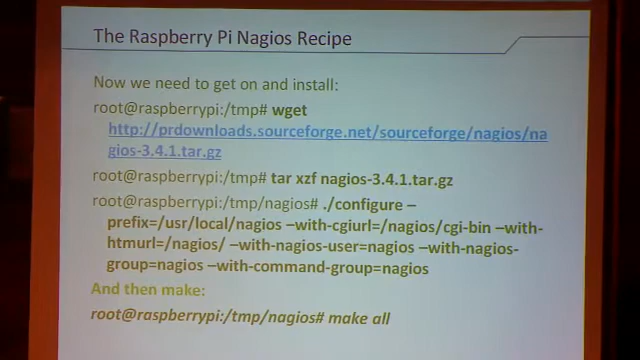 The Raspberry Pi Nagios Recipe
Now we need to get on and install:
root@raspberrypi:/tmp# wget
http://prdownloads.sourceforge.net/sourceforge/nagios/na
gios-3.4.1.tar.gz
root@raspberrypi:/tmp# tar xzf nagios-3.4.1.tar.gz
root@raspberrypi:/tmp/nagios# ./configure –
prefix=/usr/local/nagios –with-cgiurl=/nagios/cgi-bin –with-
htmurl=/nagios/ –with-nagios-user=nagios –with-nagios-
group=nagios –with-command-group=nagios
And then make:
root@raspberrypi:/tmp/nagios# make all